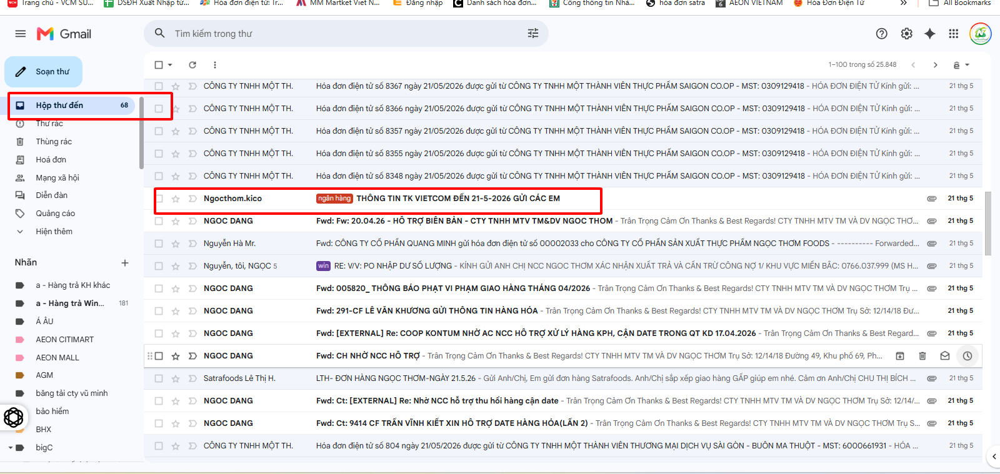 Trang chủ - VCM SU...
DSĐH Xuất Nhập từ...
Hóa đơn điện tử: Tr...
MM Martket Viet N...
Đăng nhập
Danh sách hóa đơn...
Cổng thông tin Nhà...
hóa đơn satra
AEON VIETNAM
Hóa Đơn Điện Tử
All Bookmarks
Gmail
Tìm kiếm trong thư
Soạn thư
1–100 trong số 25.848
Hộp thư đến 68
Thư rác
Thùng rác
Hoá đơn
Mạng xã hội
Diễn đàn
Quảng cáo
Hiện thêm
Nhãn
a - Hàng trả KH khác
a - Hàng trả Win... 181
Á ÂU
AEON CITIMART
AEON MALL
AGM
băng tải cty vũ minh
bảo hiểm
BHX
bigC
CÔNG TY TNHH MỘT TH. Hóa đơn điện tử số 8367 ngày 21/05/2026 được gửi từ CÔNG TY TNHH MỘT THÀNH VIÊN THỰC PHẨM SAIGON CO.OP - MST: 0309129418 - HÓA ĐƠN ĐIỆN TỬ Kính gửi: ... 21 thg 5
CÔNG TY TNHH MỘT TH. Hóa đơn điện tử số 8366 ngày 21/05/2026 được gửi từ CÔNG TY TNHH MỘT THÀNH VIÊN THỰC PHẨM SAIGON CO.OP - MST: 0309129418 - HÓA ĐƠN ĐIỆN TỬ Kính gửi: ... 21 thg 5
CÔNG TY TNHH MỘT TH. Hóa đơn điện tử số 8357 ngày 21/05/2026 được gửi từ CÔNG TY TNHH MỘT THÀNH VIÊN THỰC PHẨM SAIGON CO.OP - MST: 0309129418 - HÓA ĐƠN ĐIỆN TỬ Kính gửi: ... 21 thg 5
CÔNG TY TNHH MỘT TH. Hóa đơn điện tử số 8355 ngày 21/05/2026 được gửi từ CÔNG TY TNHH MỘT THÀNH VIÊN THỰC PHẨM SAIGON CO.OP - MST: 0309129418 - HÓA ĐƠN ĐIỆN TỬ Kính gửi: ... 21 thg 5
CÔNG TY TNHH MỘT TH. Hóa đơn điện tử số 8348 ngày 21/05/2026 được gửi từ CÔNG TY TNHH MỘT THÀNH VIÊN THỰC PHẨM SAIGON CO.OP - MST: 0309129418 - HÓA ĐƠN ĐIỆN TỬ Kính gửi: ... 21 thg 5
Ngocthom.kico ngân hàng THÔNG TIN TK VIETCOM ĐẾN 21-5-2026 GỬI CÁC EM 21 thg 5
NGOC DANG Fwd: Fw: 20.04.26 - HỖ TRỢ BIÊN BẢN - CTY TNHH MTV TM&DV NGOC THOM - Trân Trọng Cảm Ơn Thanks & Best Regards! CTY TNHH MTV TM VÀ DV NGỌC THƠ... 21 thg 5
Nguyễn Hà Mr. Fwd: CÔNG TY CỔ PHẦN QUANG MINH gửi hóa đơn điện tử số 00002033 cho CÔNG TY CỔ PHẦN SẢN XUẤT THỰC PHẨM NGỌC THƠM FOODS - ---------- Forwarded... 21 thg 5
Nguyễn, tôi, NGỌC 5 win RE: V/V: PO NHẬP DƯ SỐ LƯỢNG - KÍNH GỬI ANH CHỊ NCC NGOC THƠM XÁC NHẬN XUẤT TRẢ VÀ CẤN TRỪ CÔNG NỢ 1/ KHU VỰC MIỀN BẮC: 0766.037.999 (MS H... 21 thg 5
NGOC DANG Fwd: 005820_ THÔNG BÁO PHẠT VI PHẠM GIAO HÀNG THÁNG 04/2026 - Trân Trọng Cảm Ơn Thanks & Best Regards! CTY TNHH MTV TM VÀ DV NGỌC THƠM Trụ ... 21 thg 5
NGOC DANG Fwd: 291-CF LÊ VĂN KHƯƠNG GỬI THÔNG TIN HÀNG HÓA - Trân Trọng Cảm Ơn Thanks & Best Regards! CTY TNHH MTV TM VÀ DV NGỌC THƠM Trụ Sở: 12/14/18 Đư... 21 thg 5
NGOC DANG Fwd: [EXTERNAL] Re: COOP KONTUM NHỜ AC NCC HỖ TRỢ XỬ LÝ HÀNG KPH, CẬN DATE TRONG QT KD 17.04.2026 - Trân Trọng Cảm Ơn Thanks & Best Regard... 21 thg 5
NGOC DANG Fwd: CH NHỜ NCC HỖ TRỢ - Trân Trọng Cảm Ơn Thanks & Best Regards! CTY TNHH MTV TM VÀ DV NGỌC THƠM Trụ Sở: 12/14/18 Đường 49, Khu phố 69, Ph...
Satrafoods Lê Thị H. LTH- ĐƠN HÀNG NGỌC THƠM-NGÀY 21.5.26 - Gửi Anh/Chị, Em gửi đơn hàng Satrafoods. Anh/Chị sắp xếp giao hàng GẤP giúp em nhé. Cảm ơn Anh/Chị CHU THỊ BÍCH ... 21 thg 5
NGOC DANG Fwd: Ct: [EXTERNAL] Re: Nhờ NCC hỗ trợ thu hồi hàng cận date - Trân Trọng Cảm Ơn Thanks & Best Regards! CTY TNHH MTV TM VÀ DV NGỌC THƠM Trụ Sở: 12/14/... 21 thg 5
NGOC DANG Fwd: Ct: 9414 CF TRẦN VĨNH KIẾT XIN HỖ TRỢ DATE HÀNG HÓA(LẦN 2) - Trân Trọng Cảm Ơn Thanks & Best Regards! CTY TNHH MTV TM VÀ DV NGỌC THƠM Trụ S... 21 thg 5
CÔNG TY TNHH MỘT TH. Hóa đơn điện tử số 804 ngày 21/05/2026 được gửi từ CÔNG TY TNHH MỘT THÀNH VIÊN THƯƠNG MẠI DỊCH VỤ SÀI GÒN - BUÔN MA THUỘT - MST: 6000661931 - HÓA ... 21 thg 5